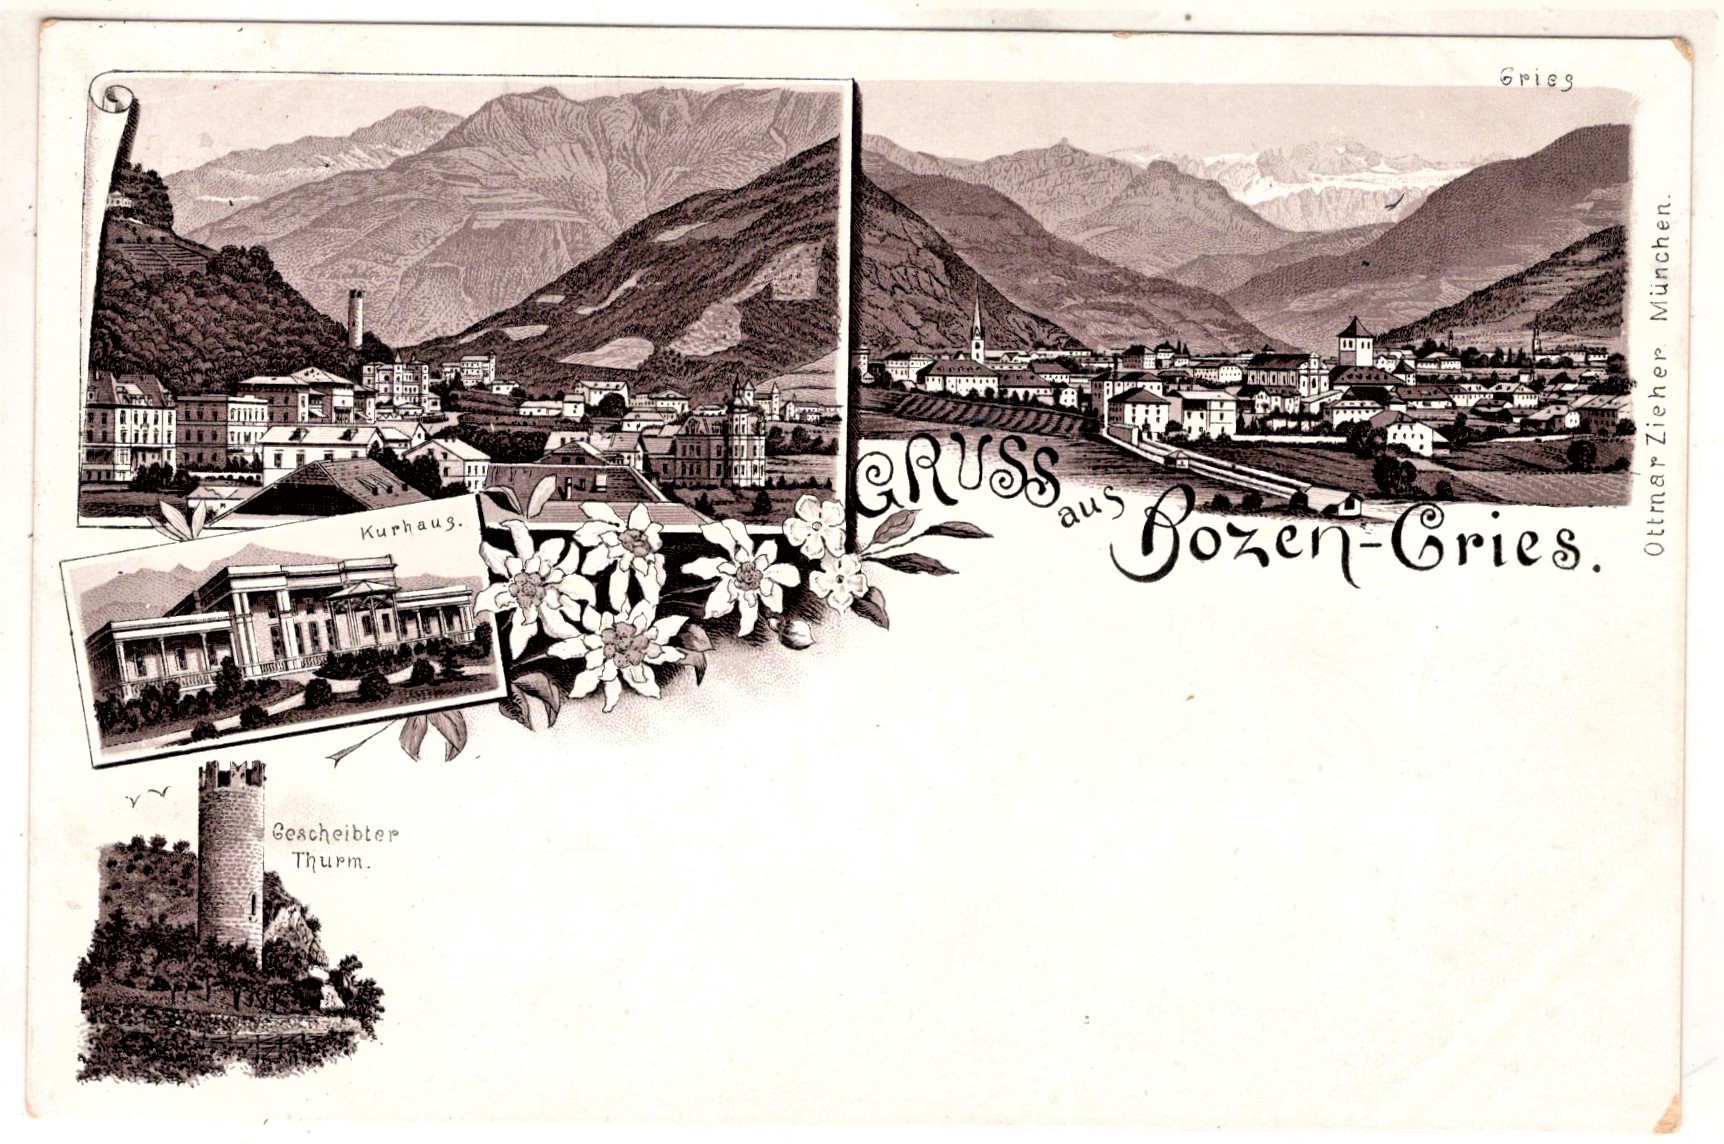 Gries
GRUSS aus Bozen-Gries.
Kurhaus.
Gescheibter
Thurm.
Ottmar Zieher. München.